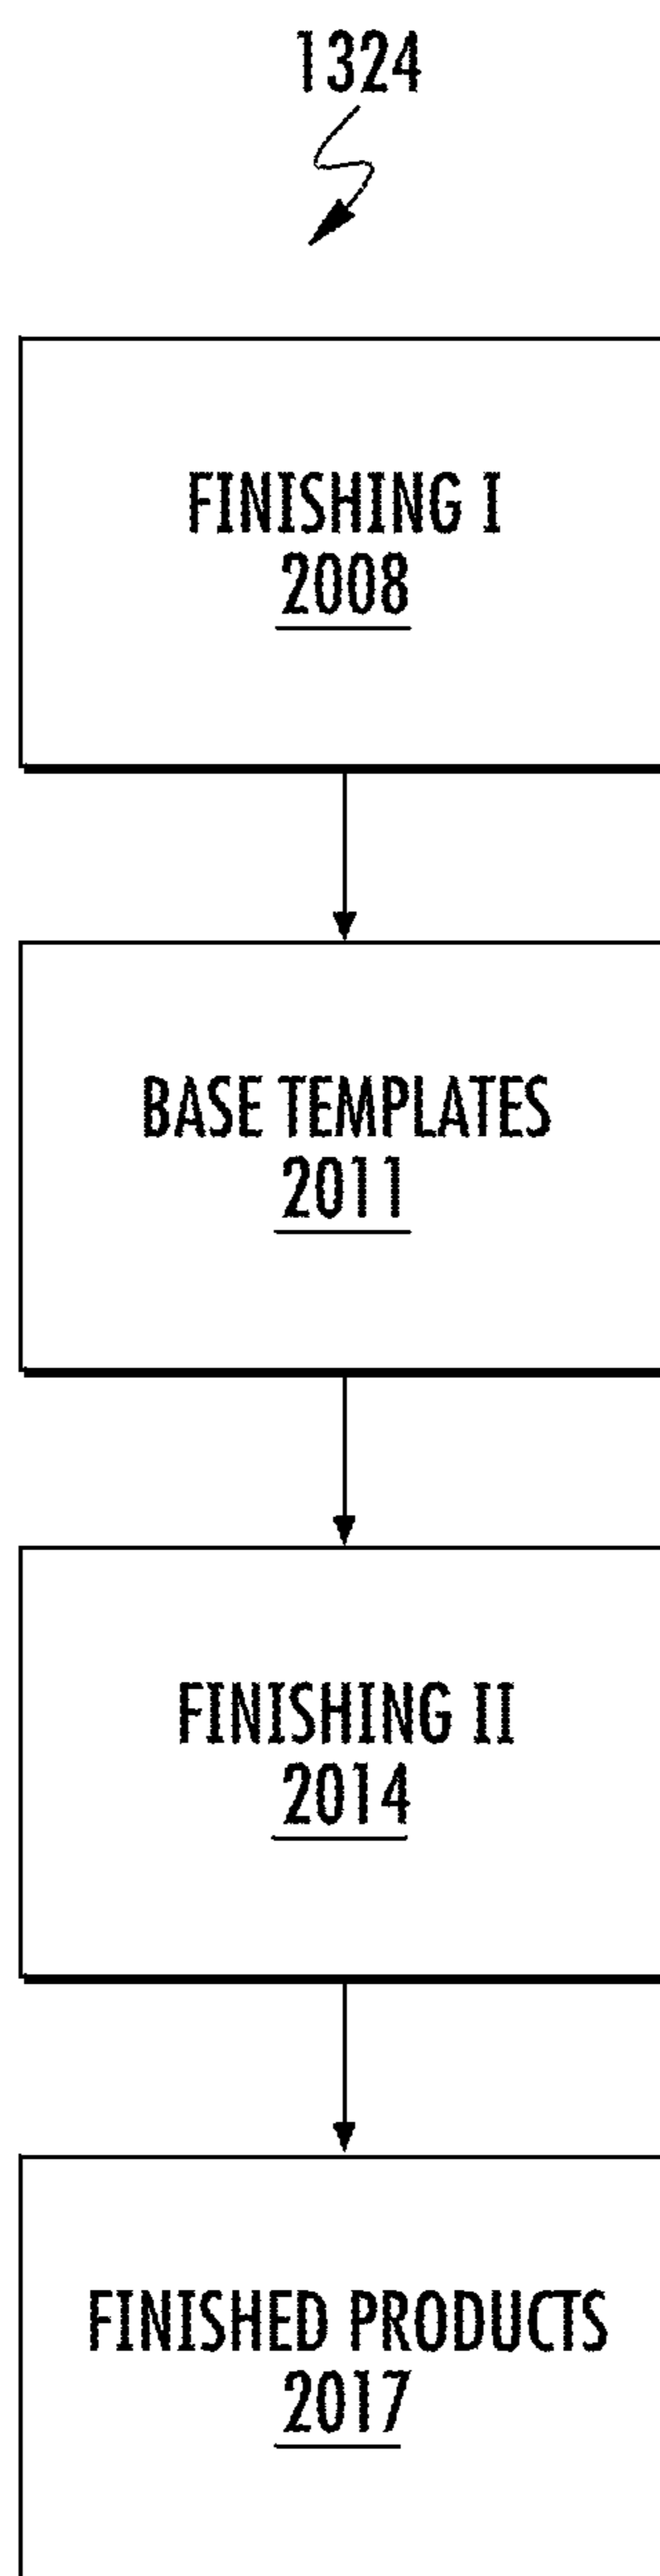 1324
FINISHING I
2008
BASE TEMPLATES
2011
FINISHING II
2014
FINISHED PRODUCTS
2017